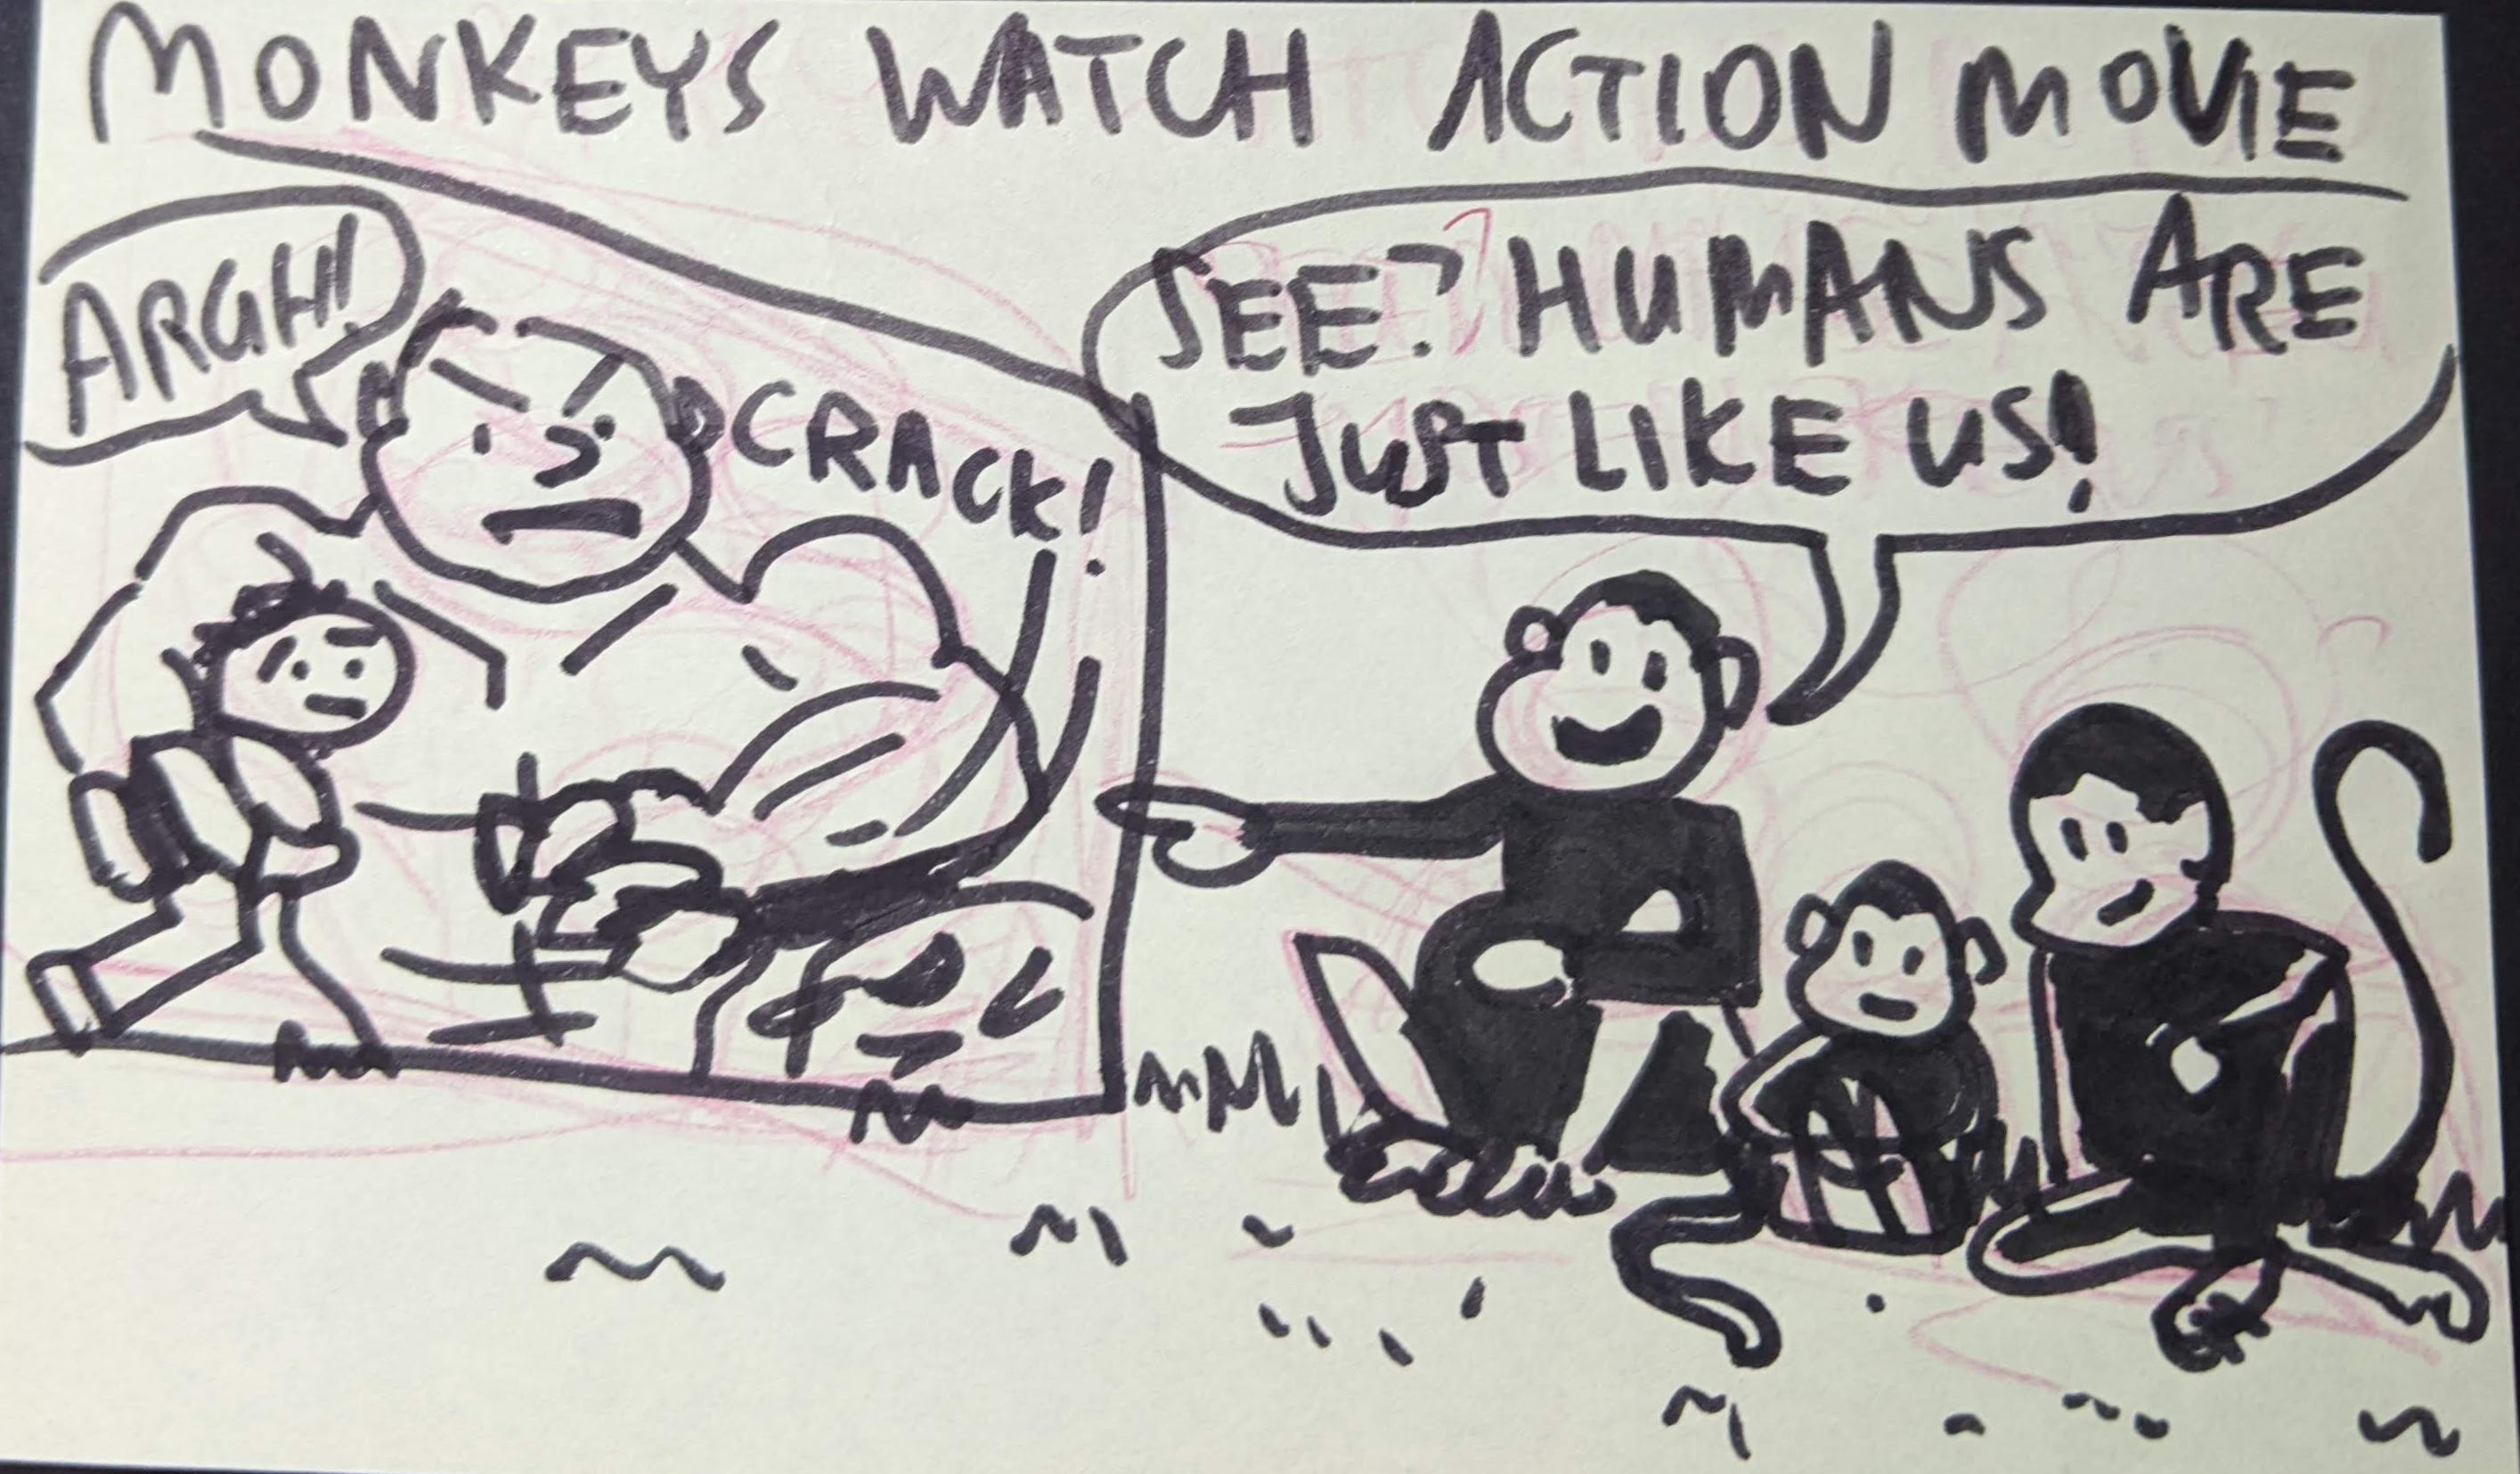 MONKEYS WATCH ACTION MOVIE
ARGH!
CRACK!
SEE? HUMANS ARE
JUST LIKE US!